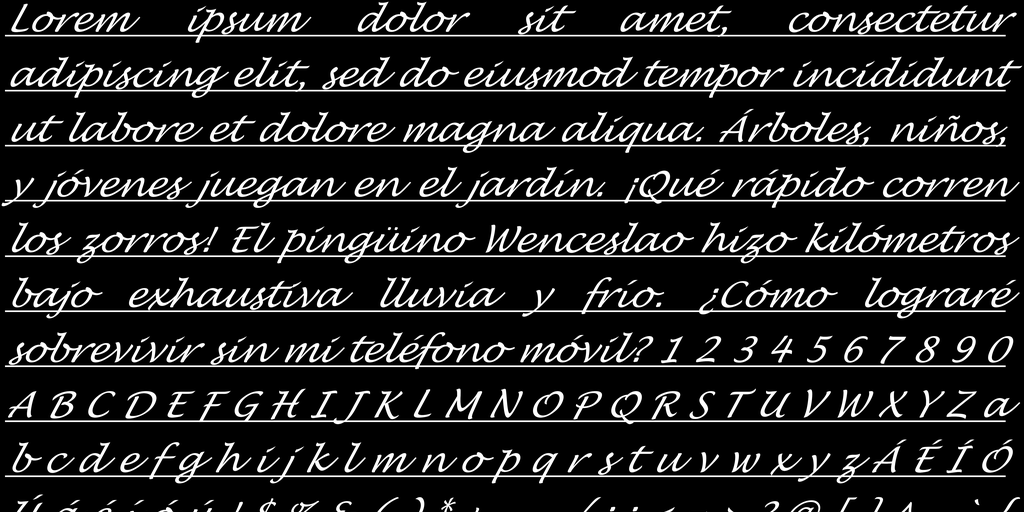 Lorem ipsum dolor sit amet, consectetur
adipiscing elit, sed do eiusmod tempor incididunt
ut labore et dolore magna aliqua. Árboles, niños,
y jóvenes juegan en el jardín. ¡Qué rápido corren
los zorros! El pingüino Wenceslao hizo kilómetros
bajo exhaustiva lluvia y frío. ¿Cómo lograré
sobrevivir sin mi teléfono móvil? 1 2 3 4 5 6 7 8 9 0
A B C D E F G H I J K L M N O P Q R S T U V W X Y Z a
b c d e f g h i j k l m n o p q r s t u v w x y z Á É Í Ó